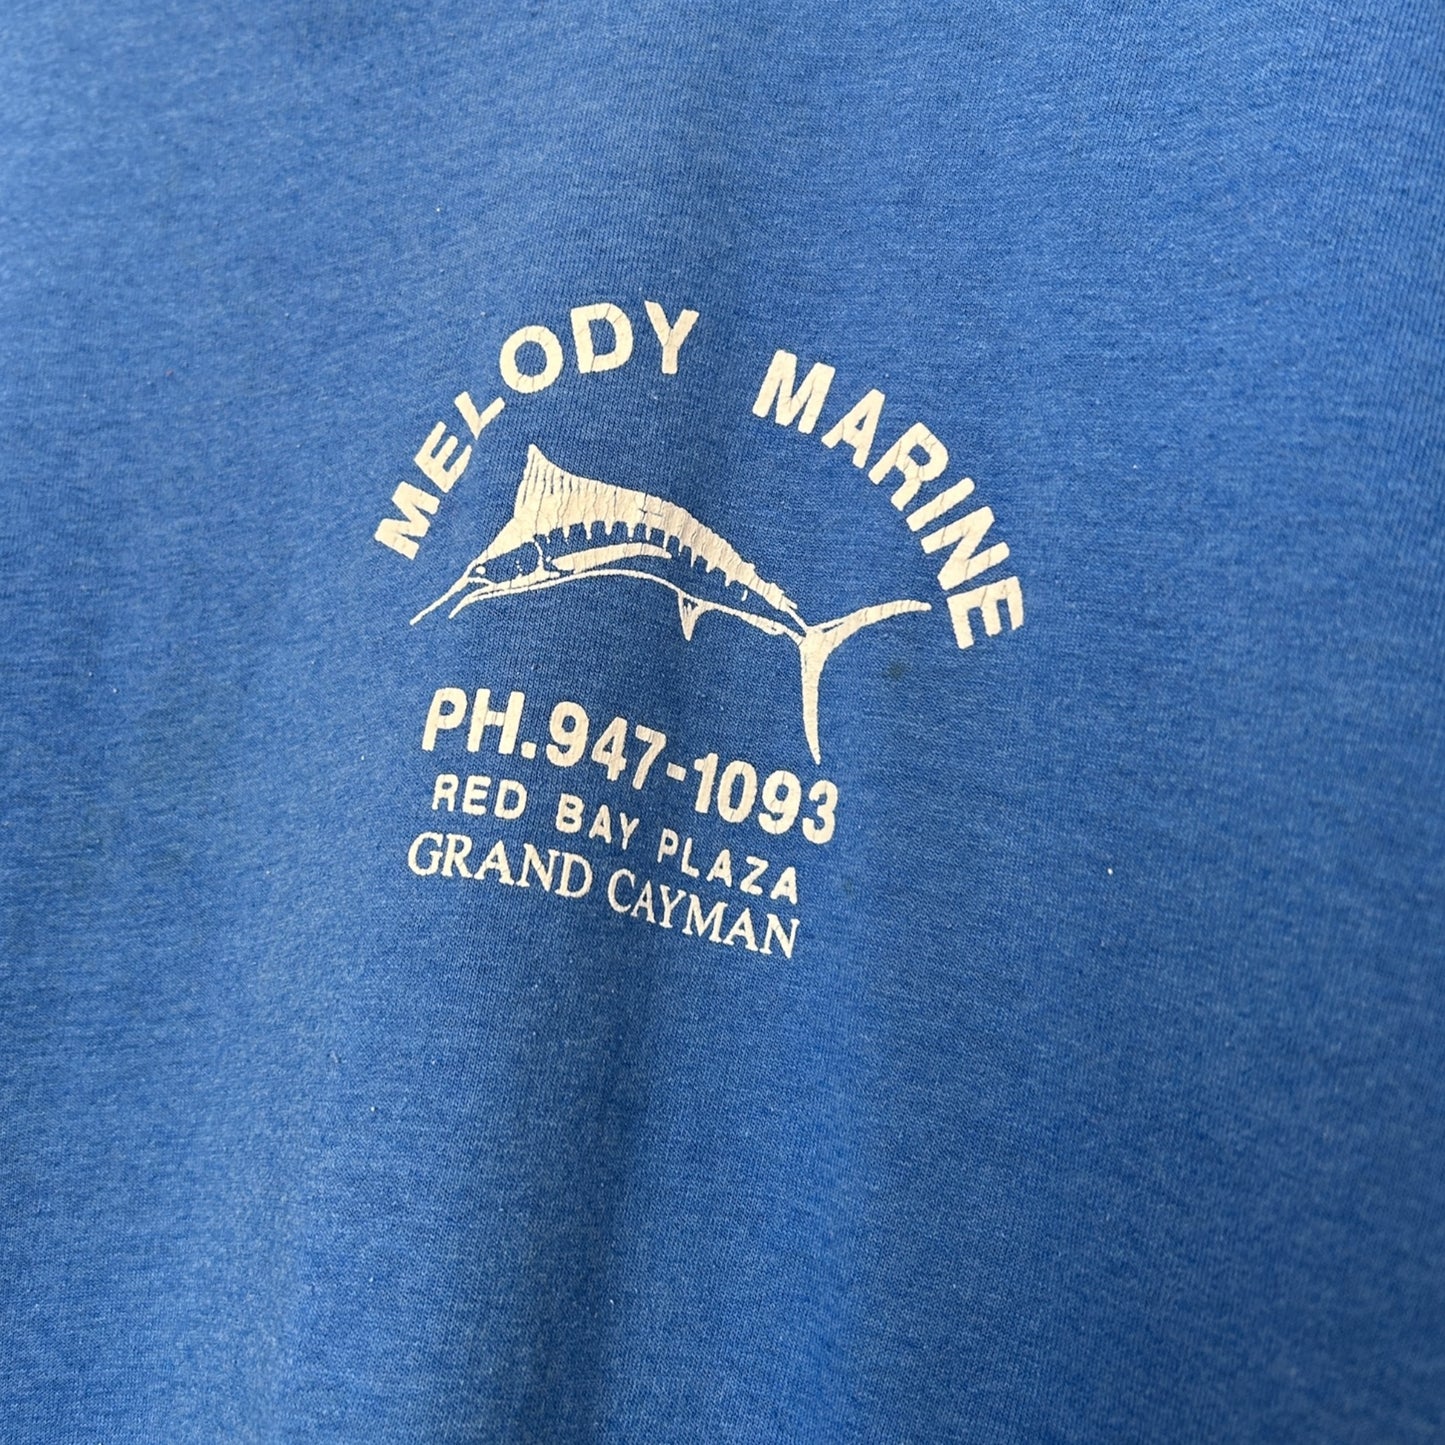 MELODY MARINE
PH.947-1093
RED BAY PLAZA
GRAND CAYMAN